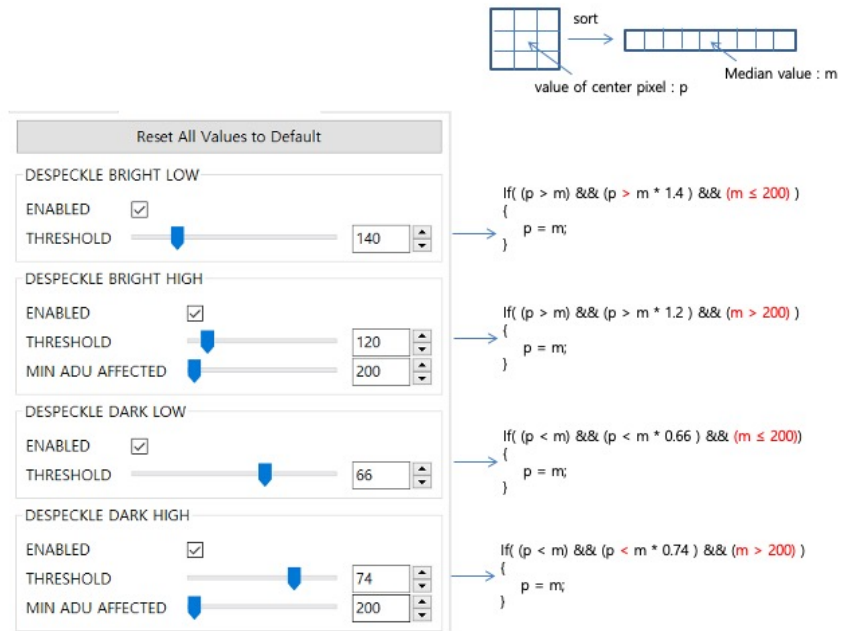 sort
value of center pixel : p
Median value : m
Reset All Values to Default
DESPECKLE BRIGHT LOW
ENABLED
THRESHOLD
140
If( (p > m) && (p > m * 1.4 ) && (m ≤ 200) )
{
p = m;
}
DESPECKLE BRIGHT HIGH
ENABLED
THRESHOLD
120
MIN ADU AFFECTED
200
If( (p > m) && (p > m * 1.2 ) && (m > 200) )
{
p = m;
}
DESPECKLE DARK LOW
ENABLED
THRESHOLD
66
If( (p < m) && (p < m * 0.66 ) && (m ≤ 200))
{
p = m;
}
DESPECKLE DARK HIGH
ENABLED
THRESHOLD
74
MIN ADU AFFECTED
200
If( (p < m) && (p < m * 0.74 ) && (m > 200) )
{
p = m;
}